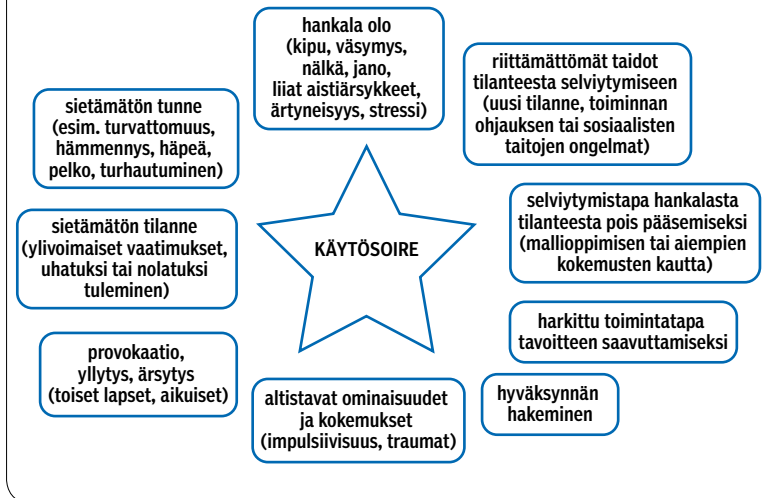 hankala olo
(kipu, väsymys,
nälkä, jano,
liiat aistiärsykkeet,
ärtyneisyys, stressi)
riittämättömät taidot
tilanteesta selviytymiseen
(uusi tilanne, toiminnan
ohjauksen tai sosiaalisten
taitojen ongelmat)
sietämätön tunne
(esim. turvattomuus,
hämmennys, häpeä,
pelko, turhautuminen)
selviytymistapa hankalasta
tilanteesta pois pääsemiseksi
(mallioppimisen tai aiempien
kokemusten kautta)
sietämätön tilanne
(ylivoimaiset vaatimukset,
uhatuksi tai nolatuksi
tuleminen)
KÄYTÖSOIRE
harkittu toimintatapa
tavoitteen saavuttamiseksi
provokaatio,
yllytys, ärsytys
(toiset lapset, aikuiset)
altistavat ominaisuudet
ja kokemukset
(impulsiivisuus, traumat)
hyväksynnän
hakeminen